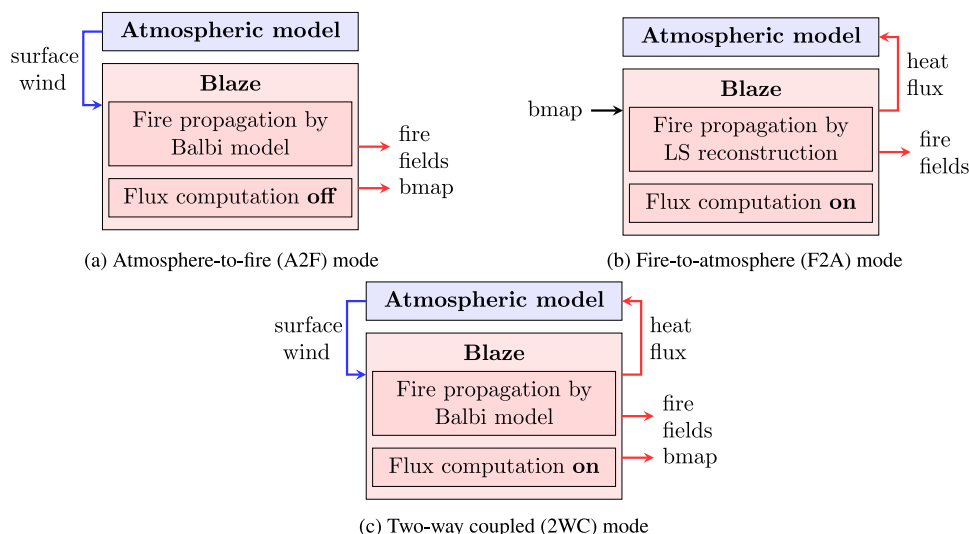 Atmospheric model
surface
wind
Blaze
Fire propagation by
Balbi model
fire
fields
Flux computation off
bmap
(a) Atmosphere-to-fire (A2F) mode
Atmospheric model
heat
flux
Blaze
bmap
Fire propagation by
LS reconstruction
fire
fields
Flux computation on
(b) Fire-to-atmosphere (F2A) mode
Atmospheric model
surface
wind
heat
flux
Blaze
Fire propagation by
Balbi model
fire
fields
Flux computation on
bmap
(c) Two-way coupled (2WC) mode